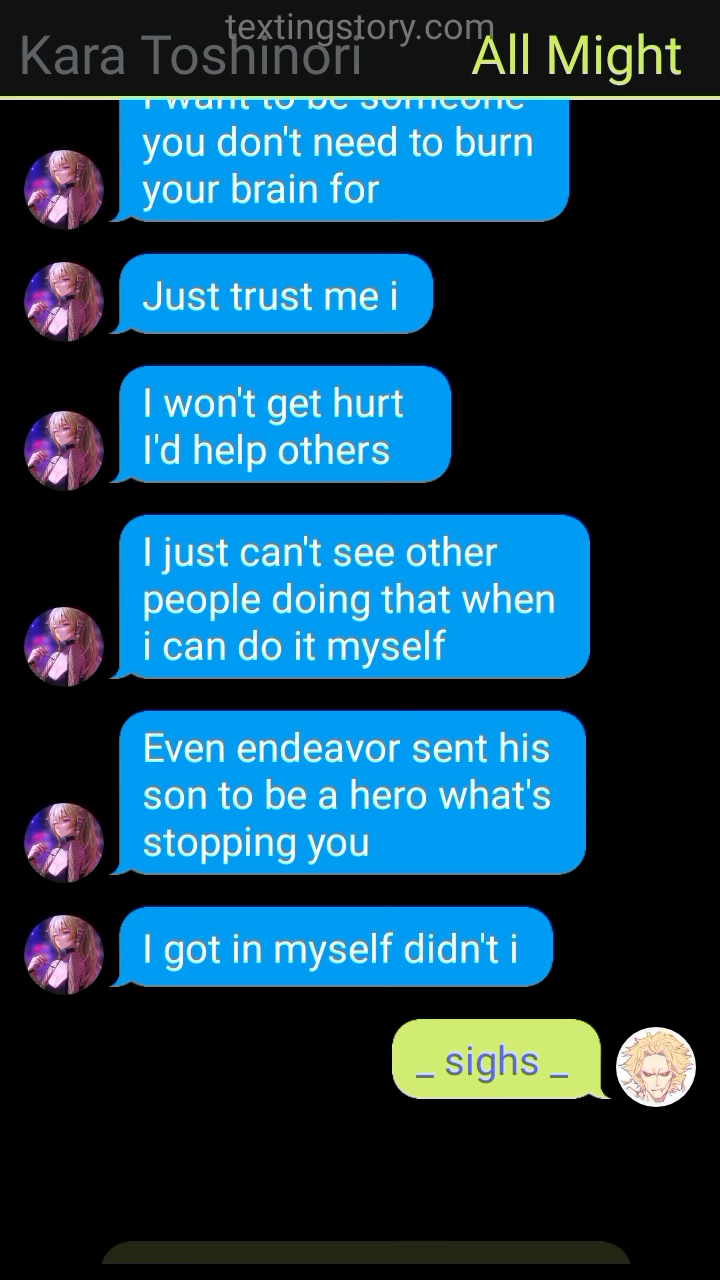 textingstory.com
Kara Toshinori
All Might
I want to be someone
you don't need to burn
your brain for
Just trust me i
I won't get hurt
I'd help others
I just can't see other
people doing that when
i can do it myself
Even endeavor sent his
son to be a hero what's
stopping you
I got in myself didn't i
_ sighs _